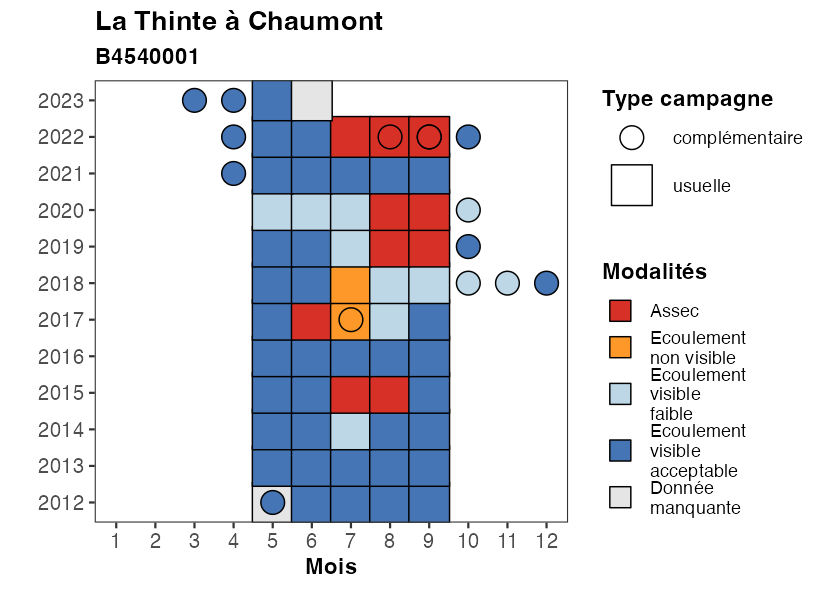 La Thinte à Chaumont
B4540001
2023
2022
2021
2020
2019
2018
2017
2016
2015
2014
2013
2012
1 2 3 4 5 6 7 8 9 10 11 12
Mois
Type campagne
complémentaire
usuelle
Modalités
Assec
Ecoulement
non visible
Ecoulement
visible
faible
Ecoulement
visible
acceptable
Donnée
manquante